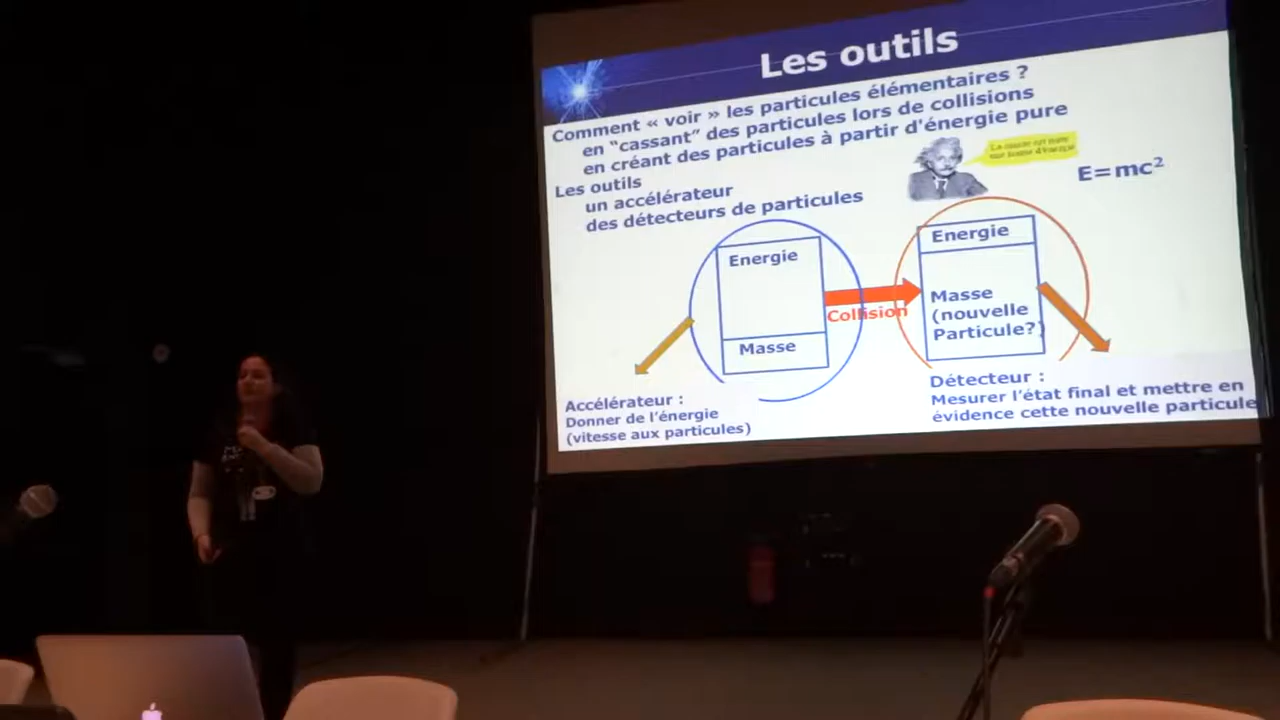 Les outils
Comment « voir » les particules élémentaires ?
en “cassant” des particules lors de collisions
en créant des particules à partir d'énergie pure
Les outils
un accélérateur
des détecteurs de particules
E=mc²
Energie
Masse
Collision
Energie
Masse
(nouvelle
Particule?)
Accélérateur :
Donner de l’énergie
(vitesse aux particules)
Détecteur :
Mesurer l’état final et mettre en
évidence cette nouvelle particule